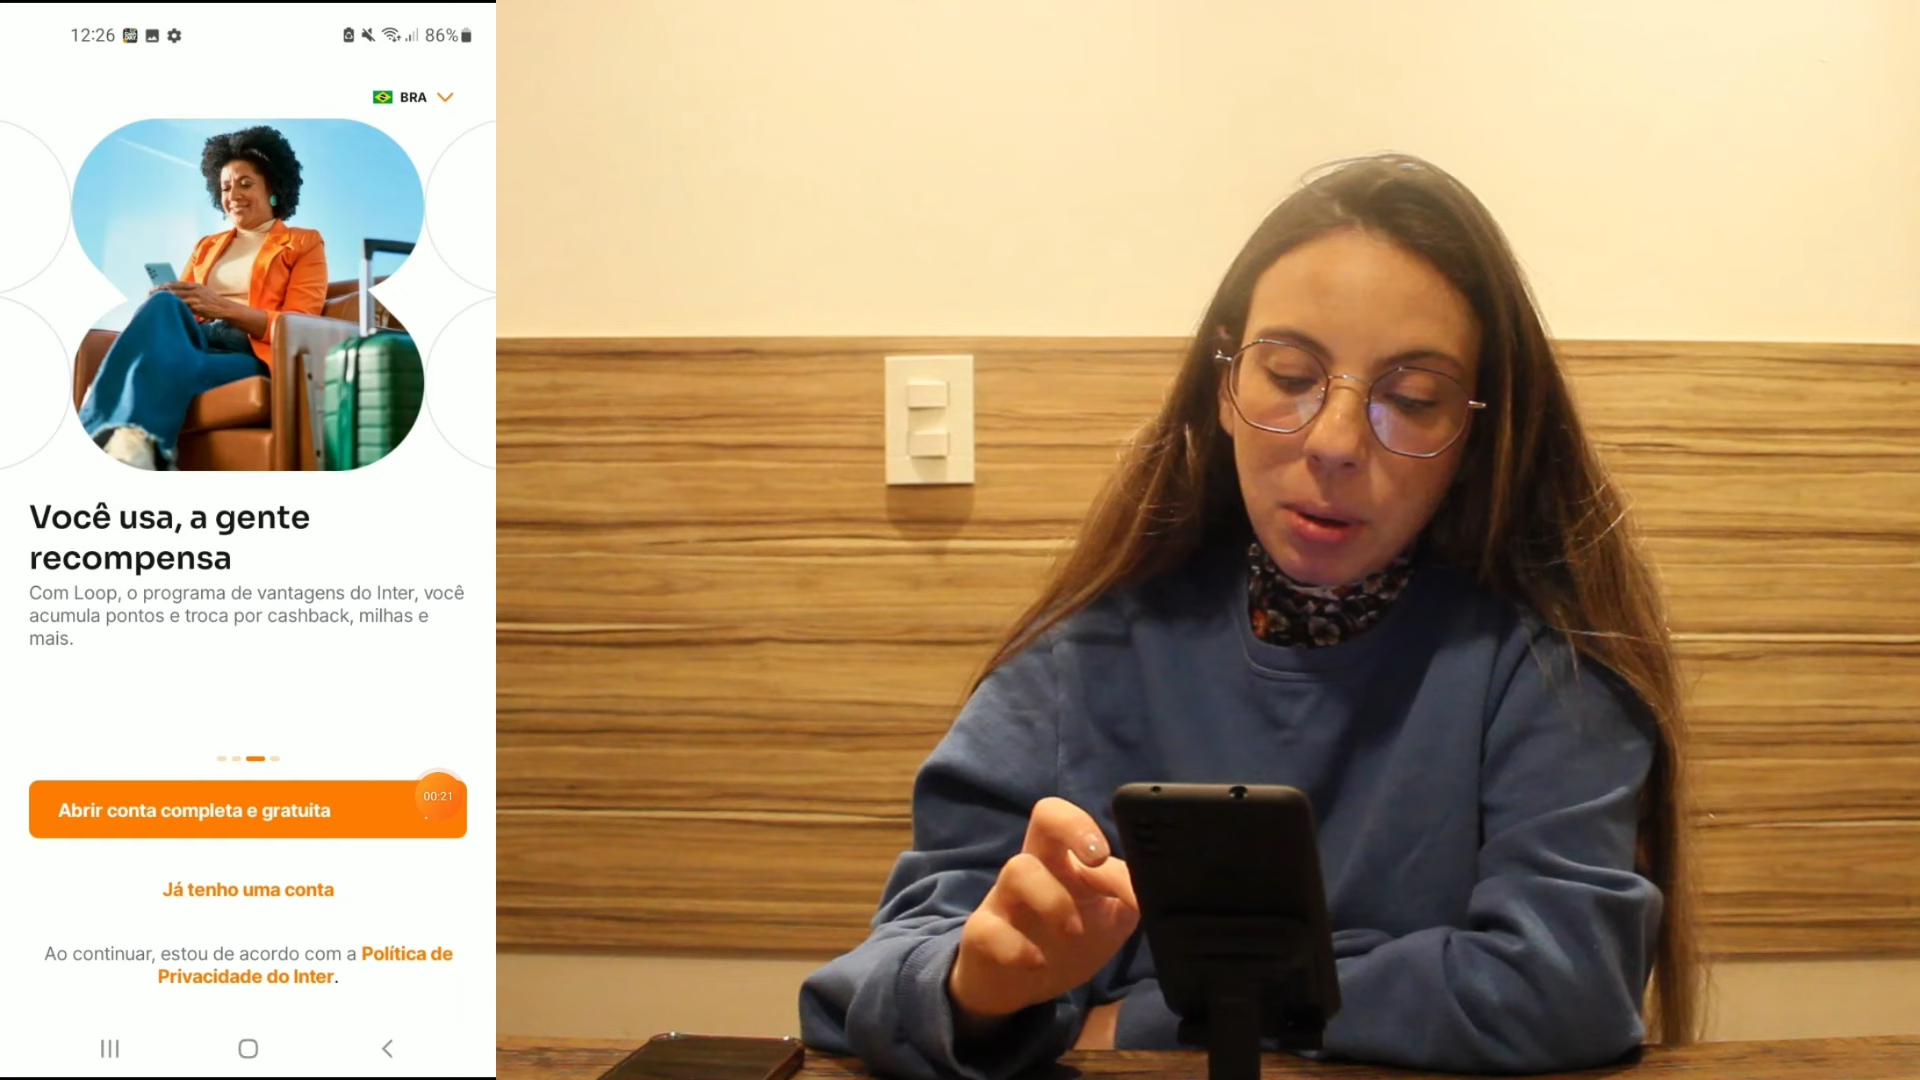 12:26
86%
BRA
Você usa, a gente
recompensa
Com Loop, o programa de vantagens do Inter, você
acumula pontos e troca por cashback, milhas e
mais.
Abrir conta completa e gratuita
00:21
Já tenho uma conta
Ao continuar, estou de acordo com a Política de
Privacidade do Inter.